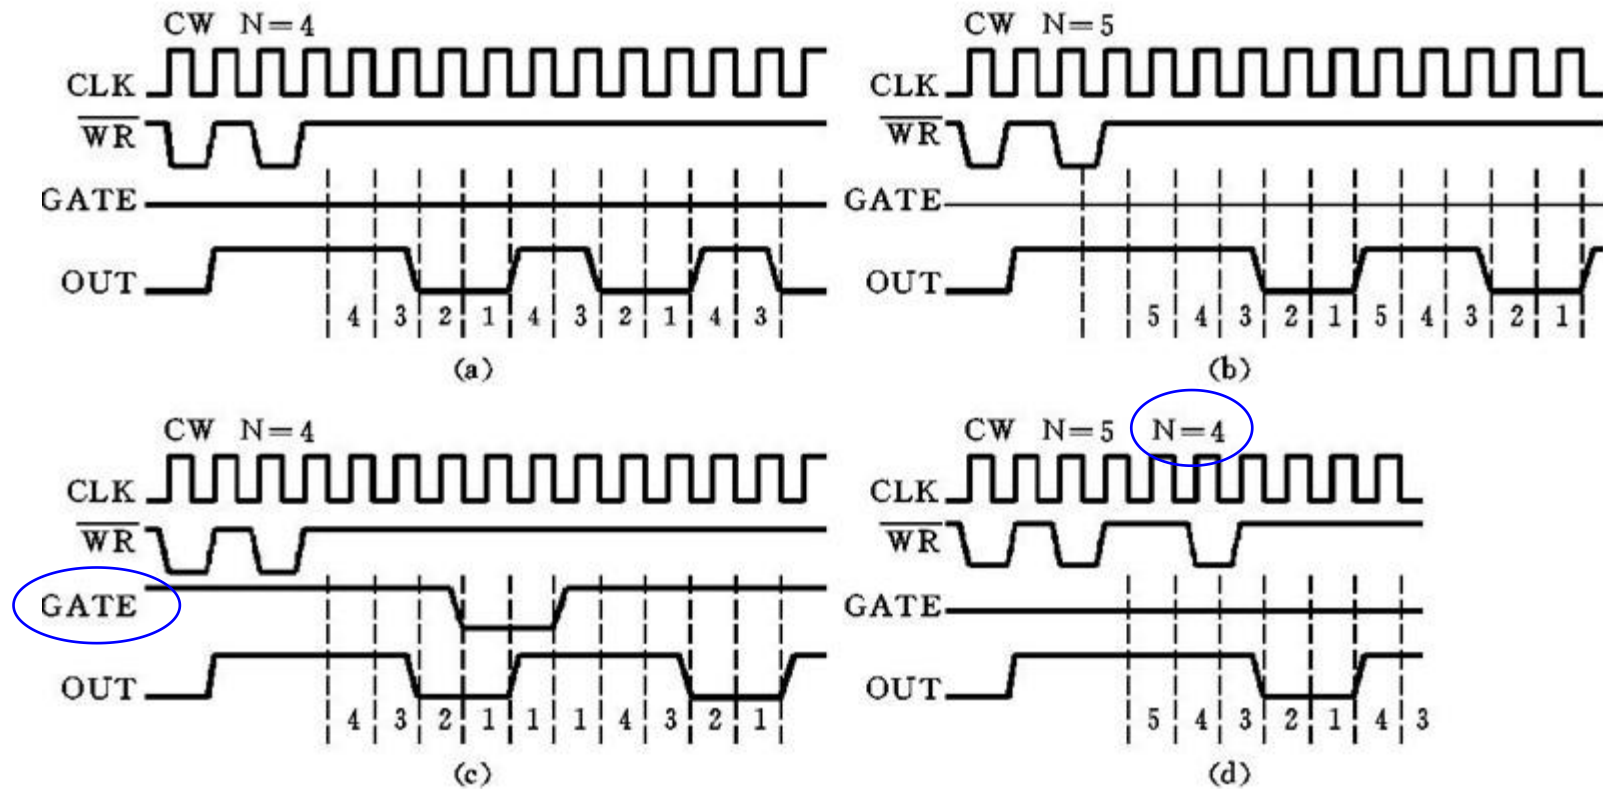 CW N=4
CLK
WR
GATE
OUT
4 3 2 1 4 3 2 1 4 3
(a)
CW N=5
CLK
WR
GATE
OUT
5 4 3 2 1 5 4 3 2 1
(b)
CW N=4
CLK
WR
GATE
OUT
4 3 2 1 1 1 4 3 2 1
(c)
CW N=5 N=4
CLK
WR
GATE
OUT
5 4 3 2 1 4 3
(d)